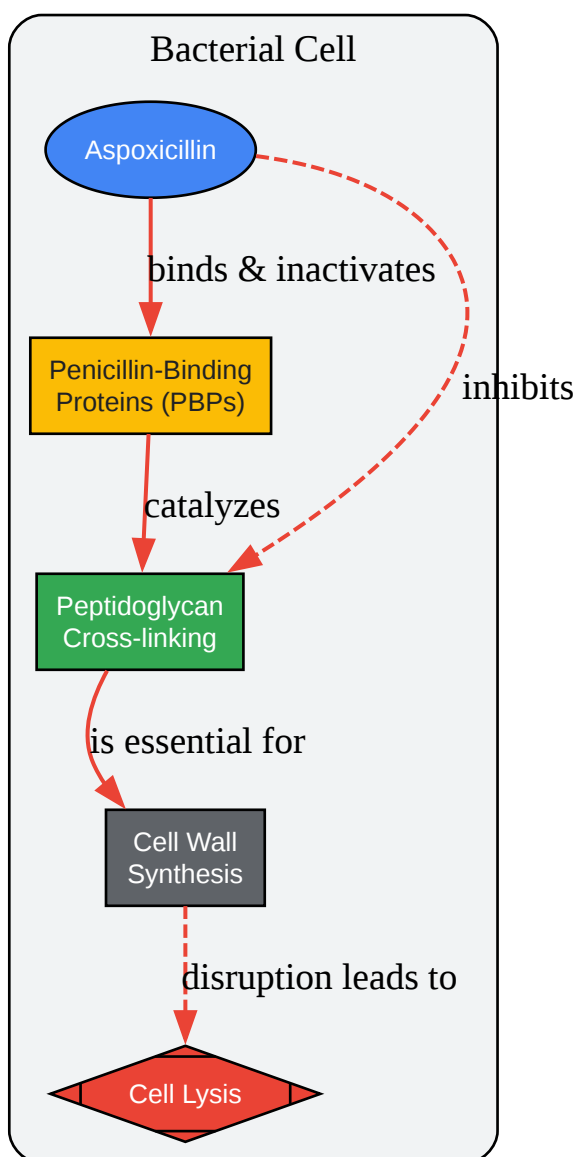 Bacterial Cell
Aspoxicillin
binds & inactivates
Penicillin-Binding
Proteins (PBPs)
inhibits
catalyzes
Peptidoglycan
Cross-linking
is essential for
Cell Wall
Synthesis
disruption leads to
Cell Lysis